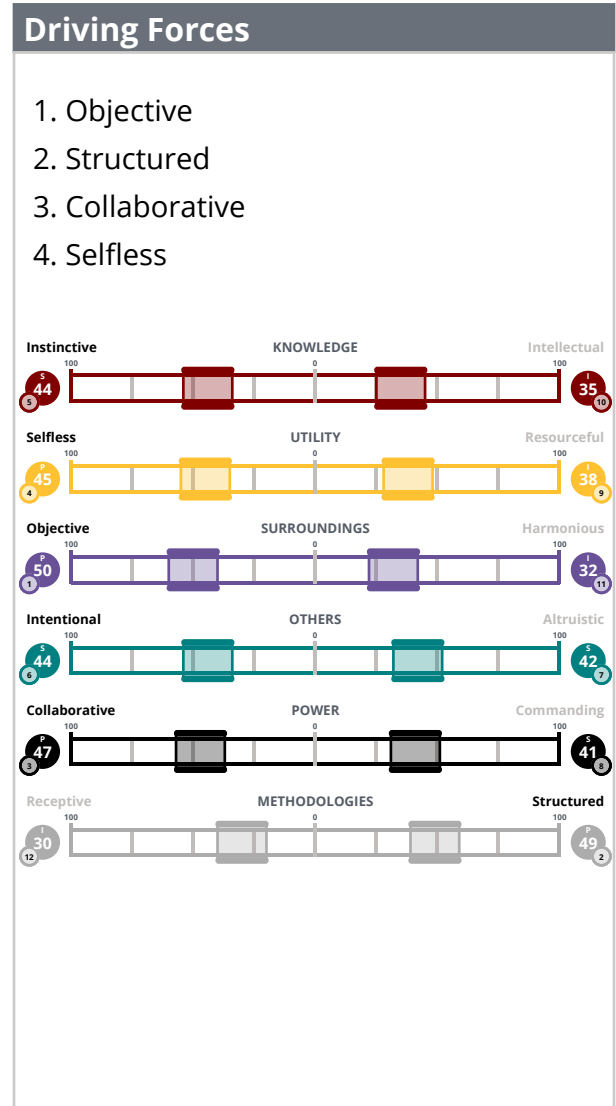 Driving Forces
1. Objective
2. Structured
3. Collaborative
4. Selfless
Instinctive KNOWLEDGE Intellectual
100 0 100
S I
44 35
5 10
Selfless UTILITY Resourceful
100 0 100
P I
45 38
4 9
Objective SURROUNDINGS Harmonious
100 0 100
P I
50 32
1 11
Intentional OTHERS Altruistic
100 0 100
S S
44 42
6 7
Collaborative POWER Commanding
100 0 100
P S
47 41
3 8
Receptive METHODOLOGIES Structured
100 0 100
I P
30 49
12 2